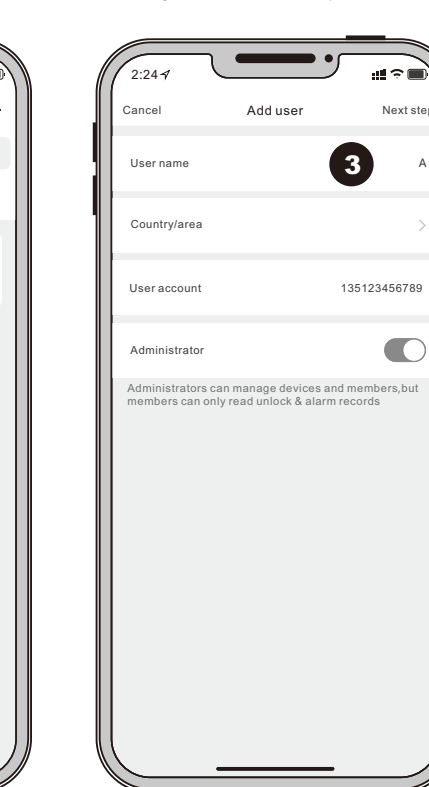 2:24
Cancel Add user Next step
User name 3 A
Country/area
User account 135123456789
Administrator
Administrators can manage devices and members,but
members can only read unlock & alarm records